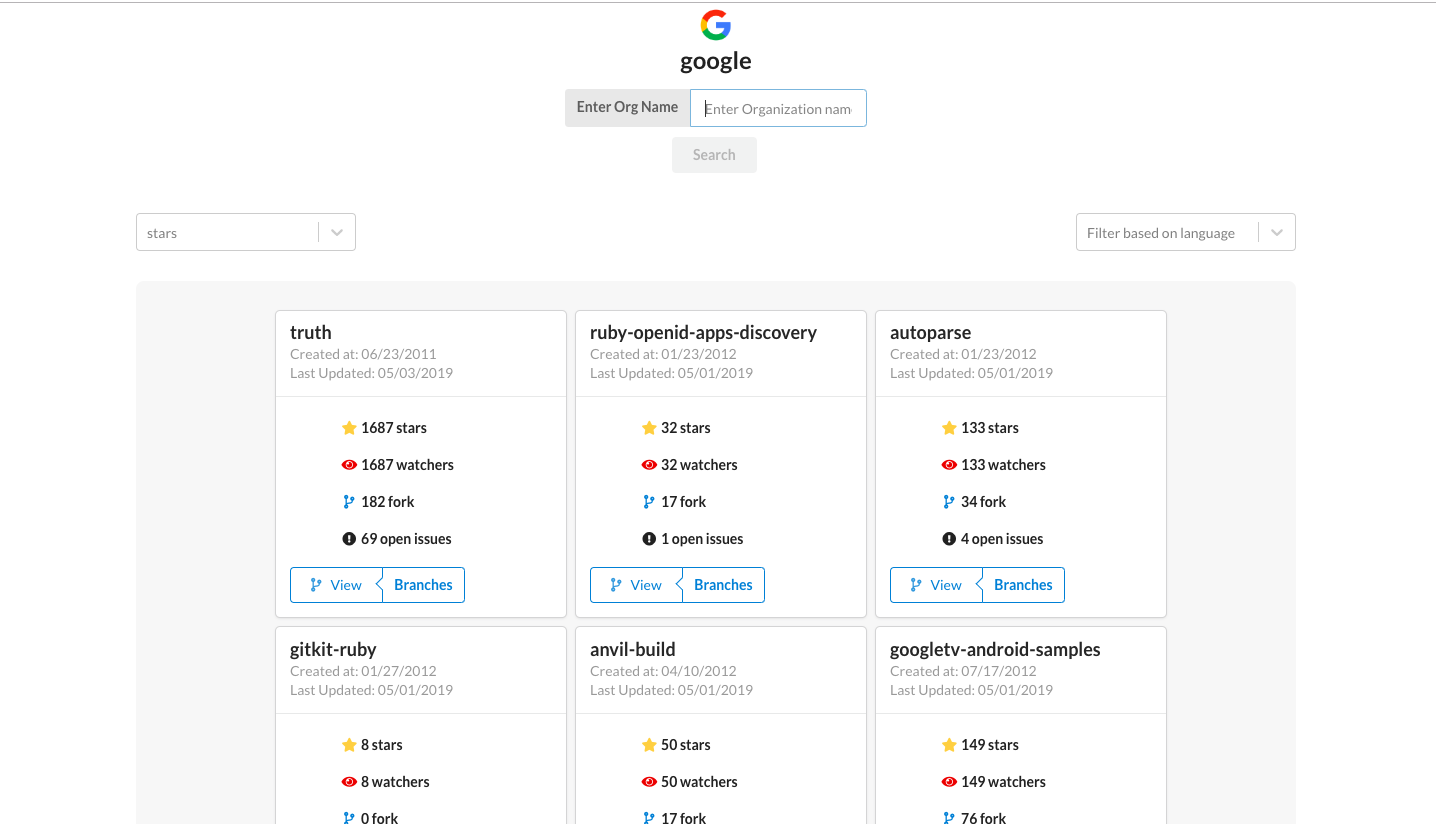 google
Enter Org Name
Enter Organization nam
Search
stars
Filter based on language
truth
Created at: 06/23/2011
Last Updated: 05/03/2019
1687 stars
1687 watchers
182 fork
69 open issues
View
Branches
ruby-openid-apps-discovery
Created at: 01/23/2012
Last Updated: 05/01/2019
32 stars
32 watchers
17 fork
1 open issues
View
Branches
autoparse
Created at: 01/23/2012
Last Updated: 05/01/2019
133 stars
133 watchers
34 fork
4 open issues
View
Branches
gitkit-ruby
Created at: 01/27/2012
Last Updated: 05/01/2019
8 stars
8 watchers
0 fork
anvil-build
Created at: 04/10/2012
Last Updated: 05/01/2019
50 stars
50 watchers
17 fork
googletv-android-samples
Created at: 07/17/2012
Last Updated: 05/01/2019
149 stars
149 watchers
76 fork